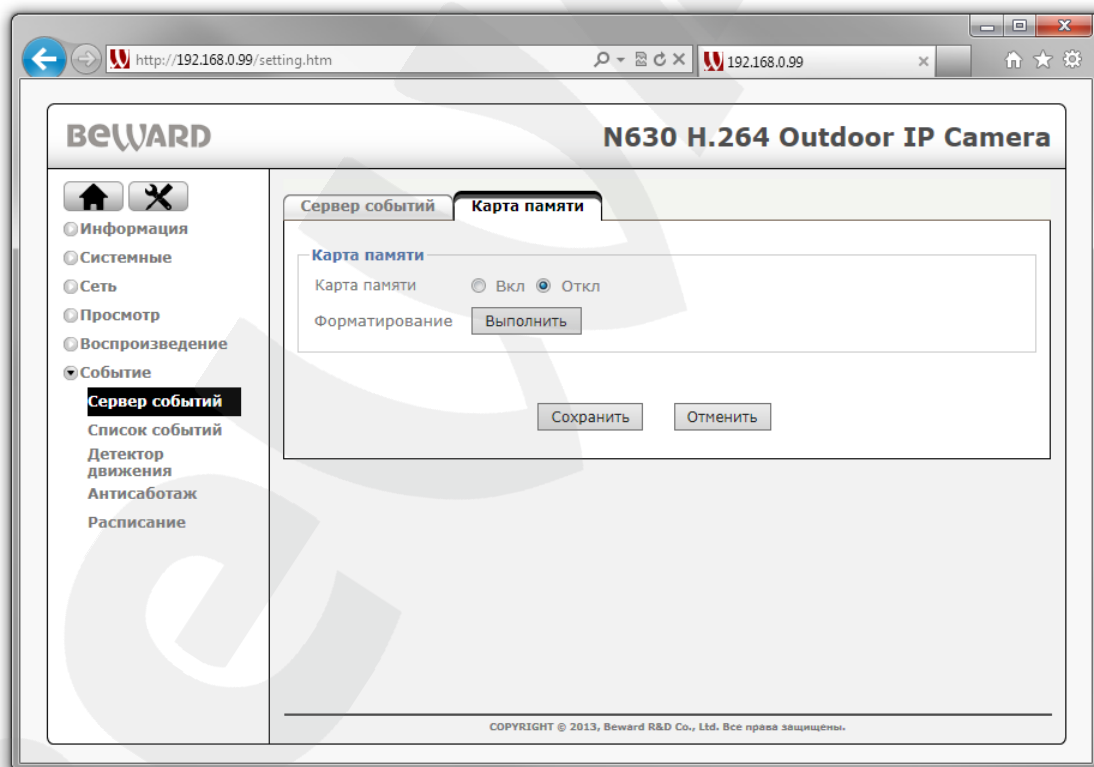 http://192.168.0.99/setting.htm
192.168.0.99
BEWARD
N630 H.264 Outdoor IP Camera
Информация
Системные
Сеть
Просмотр
Воспроизведение
Событие
Сервер событий
Список событий
Детектор
движения
Антисаботаж
Расписание
Сервер событий Карта памяти
Карта памяти
Карта памяти Вкл Откл
Форматирование Выполнить
Сохранить Отменить
COPYRIGHT © 2013, Beward R&D Co., Ltd. Все права защищены.